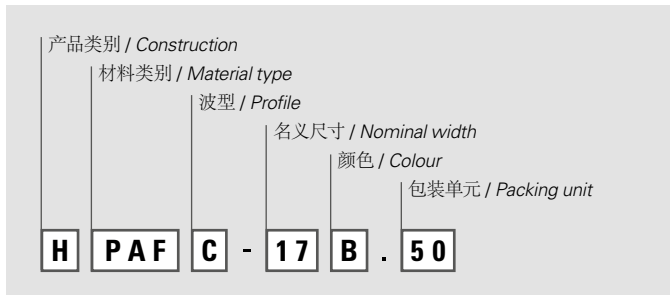 产品类别 / Construction
材料类别 / Material type
波型 / Profile
名义尺寸 / Nominal width
颜色 / Colour
包装单元 / Packing unit
H PAF C - 17 B . 50